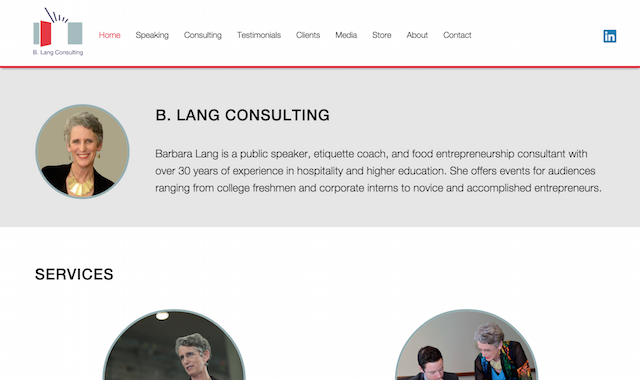 B. Lang Consulting
Home Speaking Consulting Testimonials Clients Media Store About Contact
in
B. LANG CONSULTING
Barbara Lang is a public speaker, etiquette coach, and food entrepreneurship consultant with
over 30 years of experience in hospitality and higher education. She offers events for audiences
ranging from college freshmen and corporate interns to novice and accomplished entrepreneurs.
SERVICES